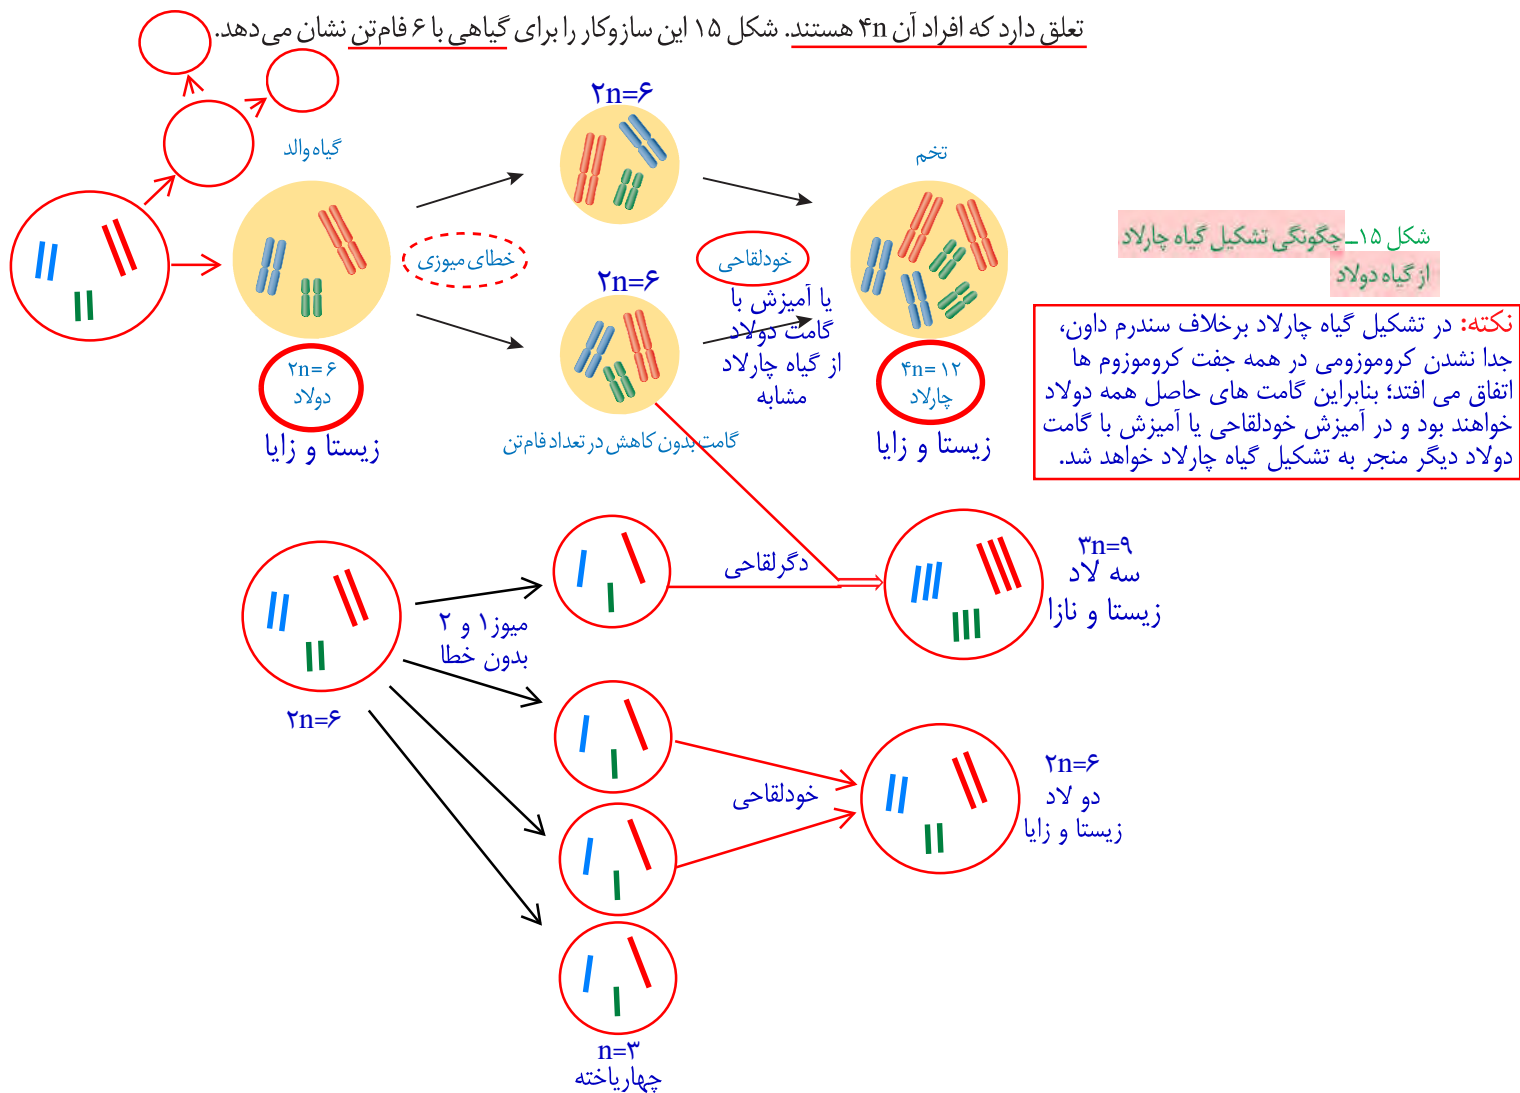 تعلق دارد که افراد آن ۴n هستند. شکل ۱۵ این سازوکار را برای گیاهی با ۶ فام‌تن نشان می‌دهد.
۲n=۶
گیاه والد
تخم
شکل ۱۵ــ چگونگی تشکیل گیاه چارلاد
از گیاه دولاد
خطای میوزی
خودلقاحی
۲n=۶
یا آمیزش با
گامت دولاد
از گیاه چارلاد
مشابه
نکته: در تشکیل گیاه چارلاد برخلاف سندرم داون،
جدا نشدن کروموزومی در همه جفت کروموزوم ها
اتفاق می افتد؛ بنابراین گامت های حاصل همه دولاد
خواهند بود و در آمیزش خودلقاحی یا آمیزش با گامت
دولاد دیگر منجر به تشکیل گیاه چارلاد خواهد شد.
۲n= ۶
دولاد
زیستا و زایا
۴n= ۱۲
چارلاد
زیستا و زایا
گامت بدون کاهش در تعداد فام‌تن
دگرلقاحی
۳n=۹
سه لاد
زیستا و نازا
میوز۱ و ۲
بدون خطا
۲n=۶
خودلقاحی
۲n=۶
دو لاد
زیستا و زایا
n=۳
چهاریاخته